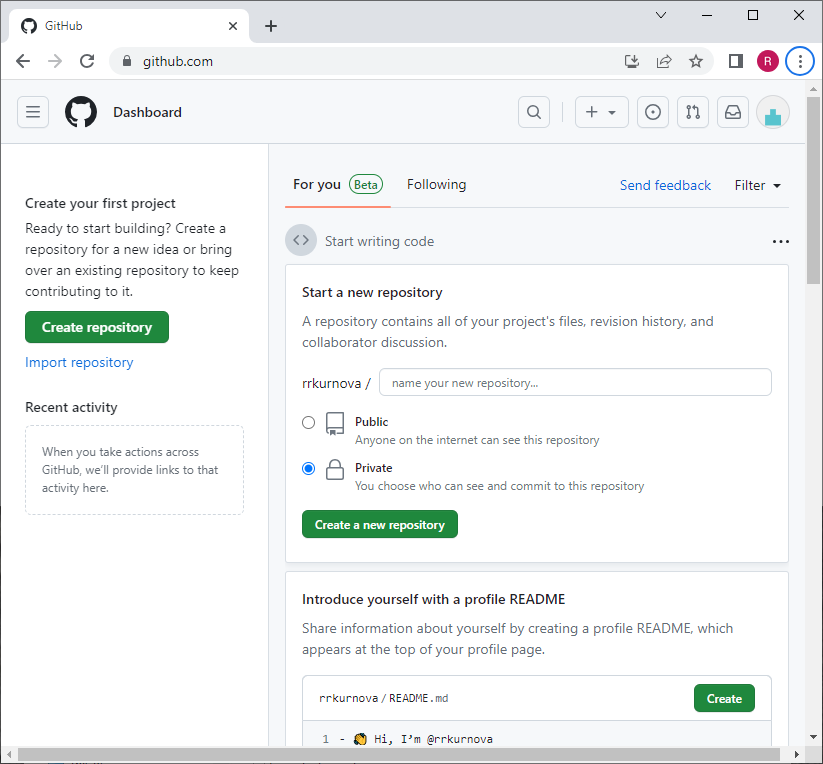 GitHub
github.com
R
Dashboard
Create your first project
Ready to start building? Create a
repository for a new idea or bring
over an existing repository to keep
contributing to it.
Create repository
Import repository
Recent activity
When you take actions across
GitHub, we'll provide links to that
activity here.
For you Beta Following Send feedback Filter
Start writing code
Start a new repository
A repository contains all of your project's files, revision history, and
collaborator discussion.
rrkurnova / name your new repository...
Public
Anyone on the internet can see this repository
Private
You choose who can see and commit to this repository
Create a new repository
Introduce yourself with a profile README
Share information about yourself by creating a profile README, which
appears at the top of your profile page.
rrkurnova/README.md Create
1 - 👋 Hi, I'm @rrkurnova